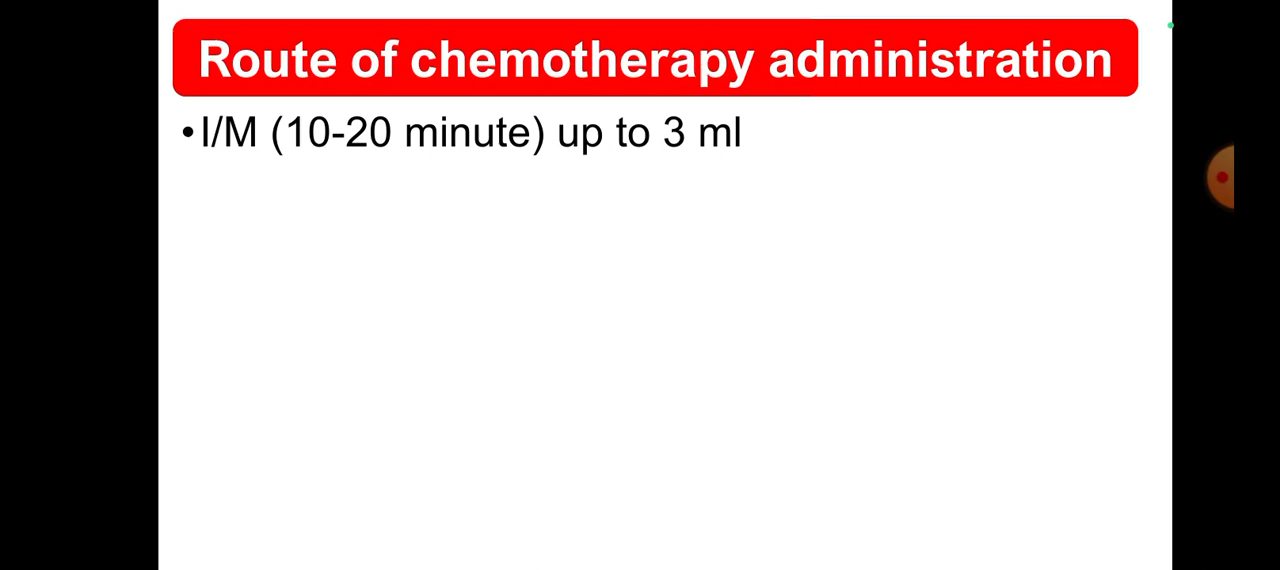 Route of chemotherapy administration
•I/M (10-20 minute) up to 3 ml